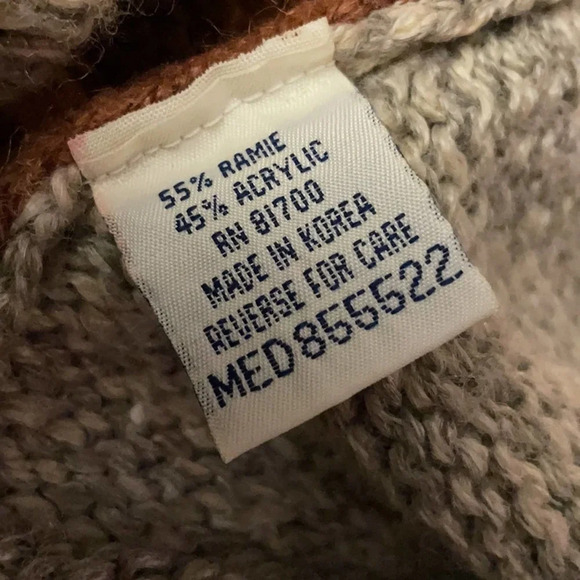 55% RAMIE
45% ACRYLIC
RN 81700
MADE IN KOREA
REVERSE FOR CARE
MED855522